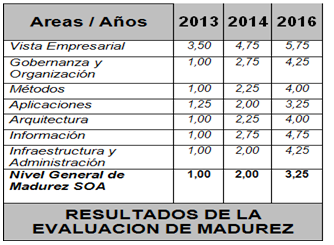 Areas / Años 2013 2014 2016
Vista Empresarial 3,50 4,75 5,75
Gobernanza y
Organización 1,00 2,75 4,25
Métodos 1,00 2,25 4,00
Aplicaciones 1,25 2,00 3,25
Arquitectura 1,00 2,25 4,00
Información 1,00 2,75 4,75
Infraestructura y
Administración 1,00 2,00 4,25
Nivel General de
Madurez SOA 1,00 2,00 3,25
RESULTADOS DE LA
EVALUACION DE MADUREZ